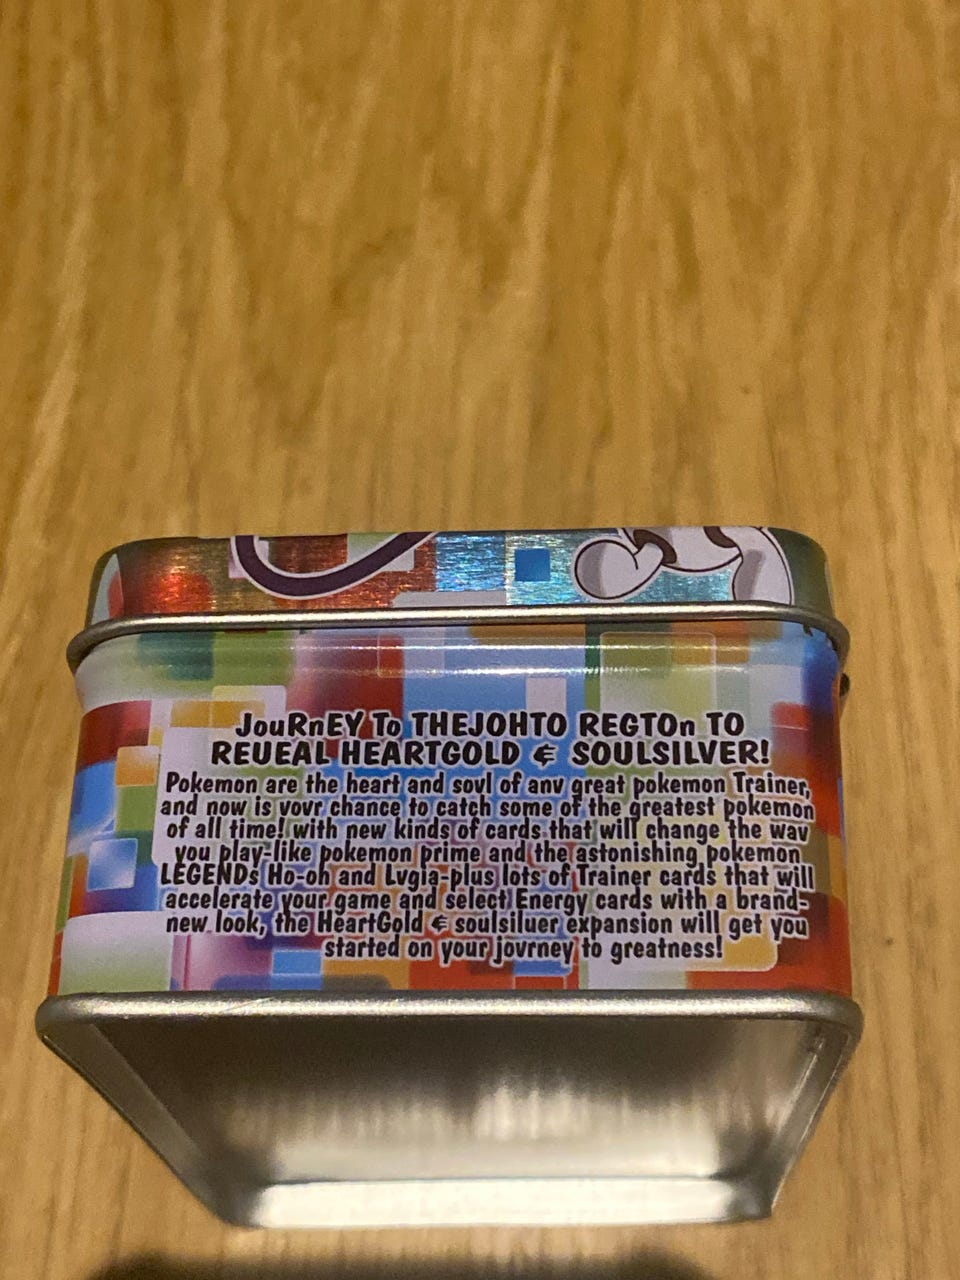 JouRnEY To THEJOHTO REGTOn TO
REUEAL HEARTGOLD & SOULSILVER!
Pokemon are the heart and sovl of anv great pokemon Trainer,
and now is vovr chance to catch some of the greatest pokemon
of all time! with new kinds of cards that will change the wav
you play-like pokemon prime and the astonishing pokemon
LEGENDs Ho-oh and Lvgia-plus lots of Trainer cards that will
accelerate your game and select Energy cards with a brand-
new look, the HeartGold & soulsiluer expansion will get you
started on your jovrney to greatness!